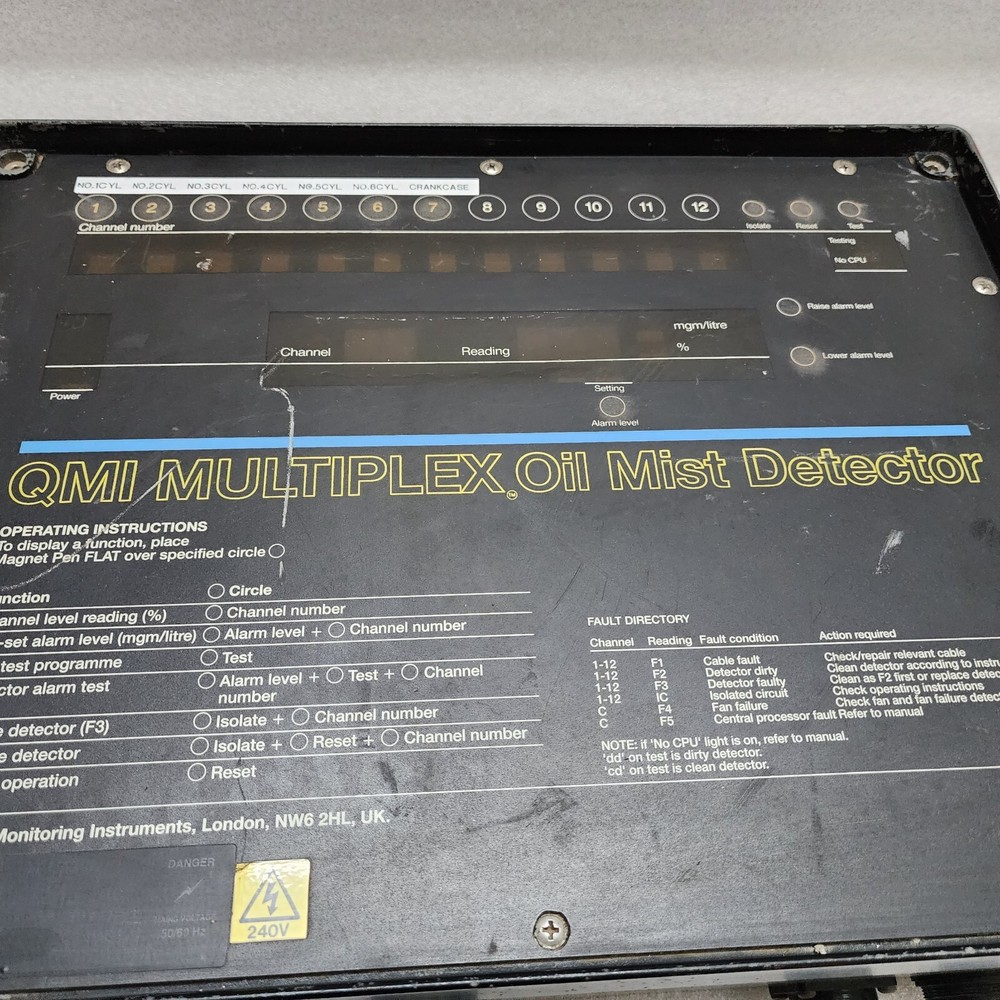 NO.1CYL NO.2CYL NO.3CYL NO.4CYL NO.5CYL NO.6CYL CRANKCASE
1 2 3 4 5 6 7 8 9 10 11 12
Isolate Reset Test
Channel number
Testing
No CPU
Raise alarm level
mgm/litre
Channel Reading %
Lower alarm level
Power
Setting
Alarm level
QMI MULTIPLEX™ Oil Mist Detector
OPERATING INSTRUCTIONS
To display a function, place
Magnet Pen FLAT over specified circle
nction Circle
annel level reading (%) Channel number
-set alarm level (mgm/litre) Alarm level + Channel number
test programme Test
ctor alarm test Alarm level + Test + Channel
number
e detector (F3) Isolate + Channel number
e detector Isolate + Reset + Channel number
operation Reset
Monitoring Instruments, London, NW6 2HL, UK.
FAULT DIRECTORY
Channel Reading Fault condition Action required
1-12 F1 Cable fault Check/repair relevant cable
1-12 F2 Detector dirty Clean detector according to instru
1-12 F3 Detector faulty Clean as F2 first or replace detec
1-12 IC Isolated circuit Check operating instructions
C F4 Fan failure Check fan and fan failure detec
C F5 Central processor fault Refer to manual
NOTE: if 'No CPU' light is on, refer to manual.
'dd' on test is dirty detector.
'cd' on test is clean detector.
DANGER
VOLTAGE
50/60 Hz
240V